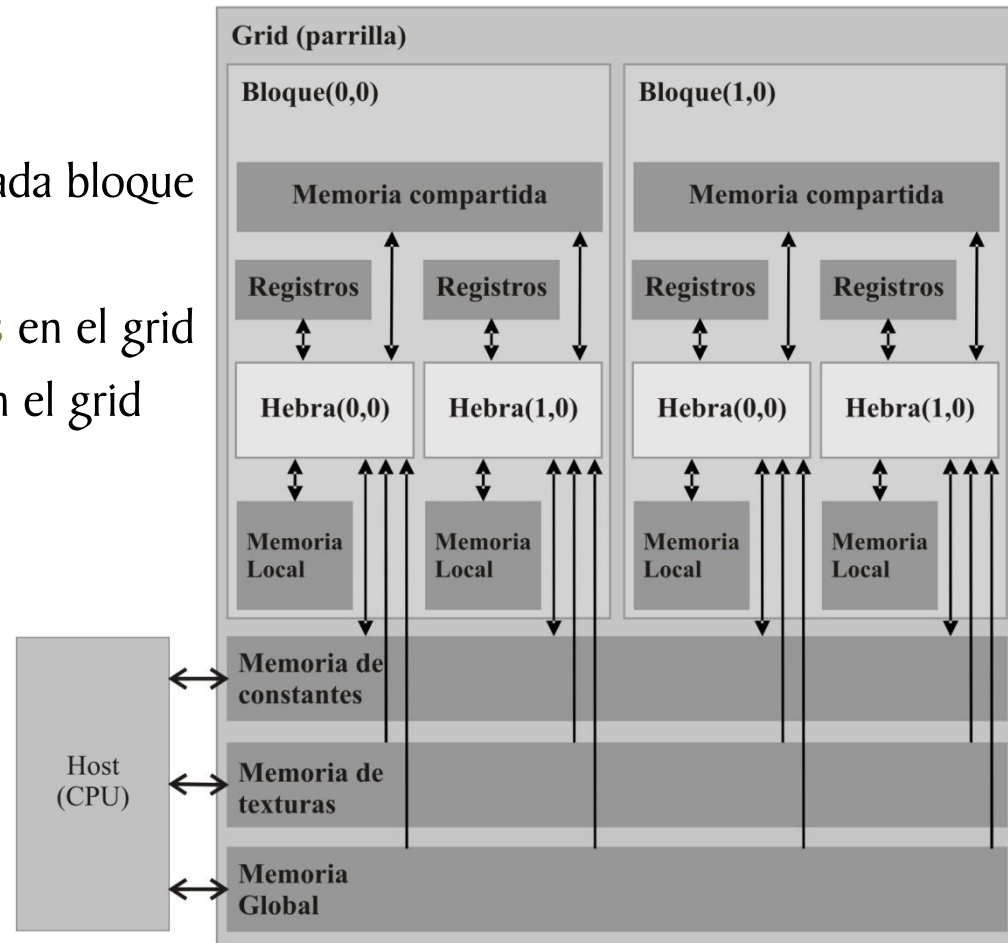 ada bloque
en el grid
el grid
Grid (parrilla)
Bloque(0,0)
Bloque(1,0)
Memoria compartida
Memoria compartida
Registros
Registros
Registros
Registros
Hebra(0,0)
Hebra(1,0)
Hebra(0,0)
Hebra(1,0)
Memoria
Local
Memoria
Local
Memoria
Local
Memoria
Local
Memoria de
constantes
Memoria de
texturas
Memoria
Global
Host
(CPU)